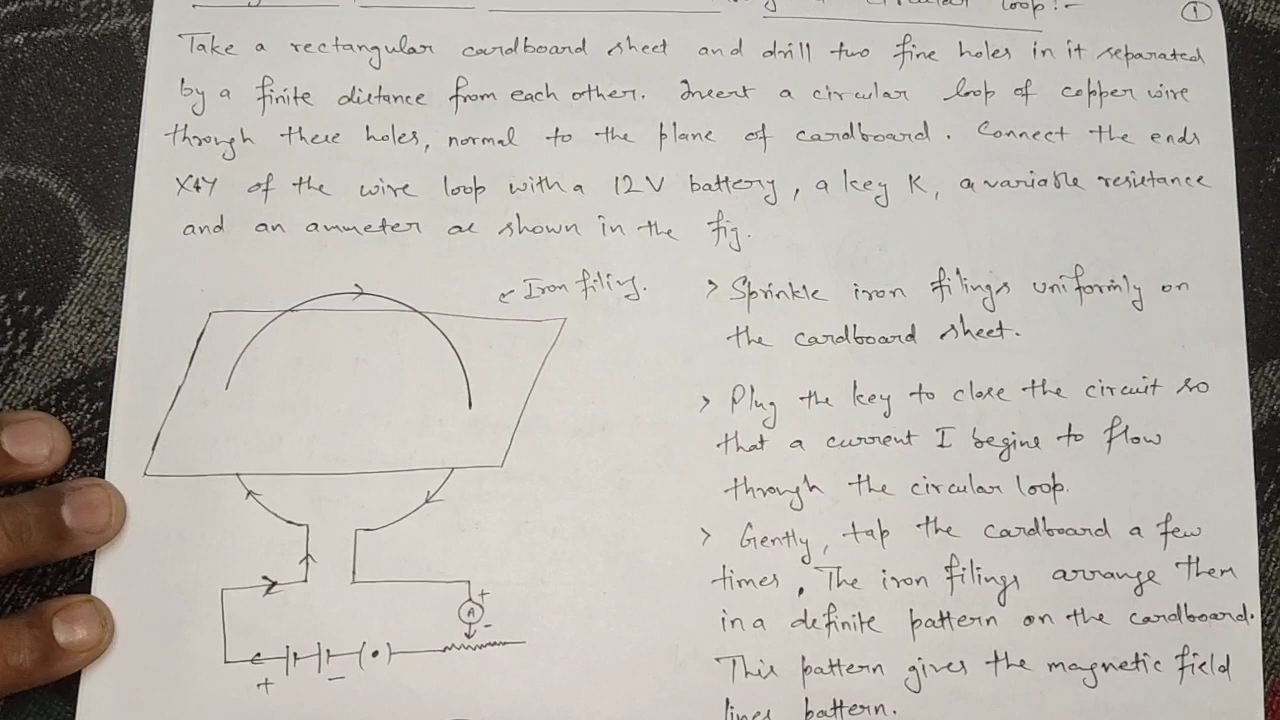 loop:-
①
Take a rectangular cardboard sheet and drill two fine holes in it separated
by a finite distance from each other. Insert a circular loop of copper wire
through these holes, normal to the plane of cardboard. Connect the ends
X&Y of the wire loop with a 12V battery, a key K, a variable resistance
and an ammeter as shown in the fig.
Iron filing.
> Sprinkle iron filings uniformly on
the cardboard sheet.
> Plug the key to close the circuit so
that a current I begins to flow
through the circular loop.
> Gently, tap the cardboard a few
times, The iron filings arrange them
in a definite pattern on the cardboard.
This pattern gives the magnetic field
lines pattern.
+
A
-
+ -